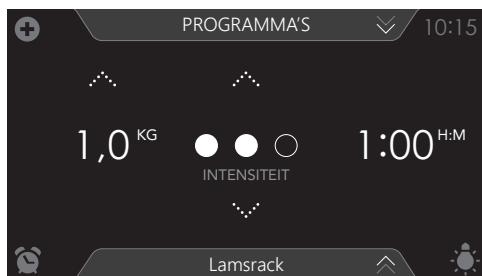 PROGRAMMA'S 10:15
1,0 KG 1:00 H:M
INTENSITEIT
Lamsrack